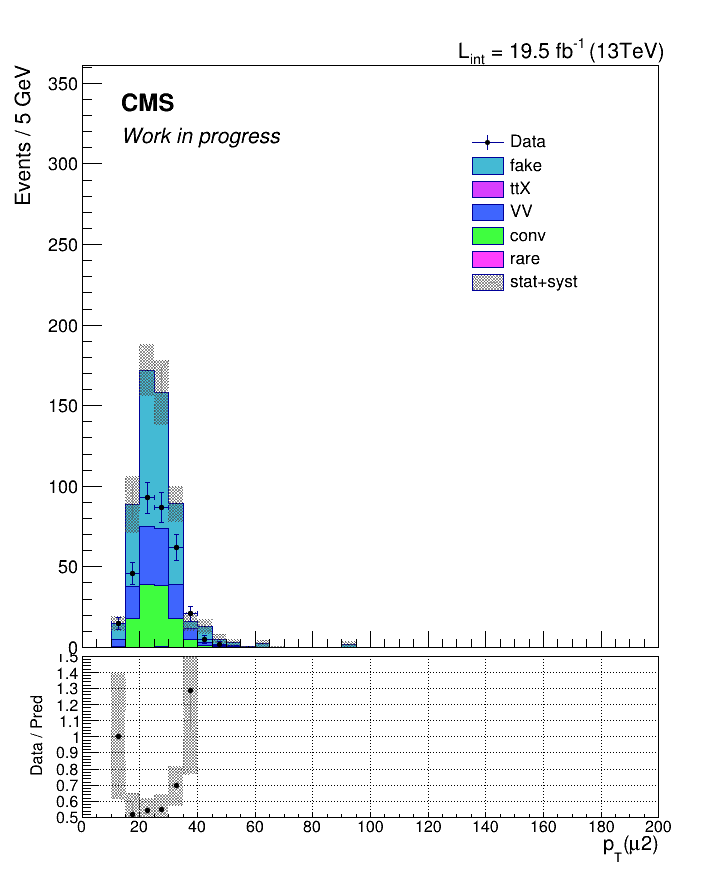 L_int = 19.5 fb^-1 (13TeV)
Events / 5 GeV
350
300
250
200
150
100
50
0
CMS
Work in progress
Data
fake
ttX
VV
conv
rare
stat+syst
Data / Pred
1.5
1.4
1.3
1.2
1.1
1
0.9
0.8
0.7
0.6
0.5
0 20 40 60 80 100 120 140 160 180 200
p_T(μ2)